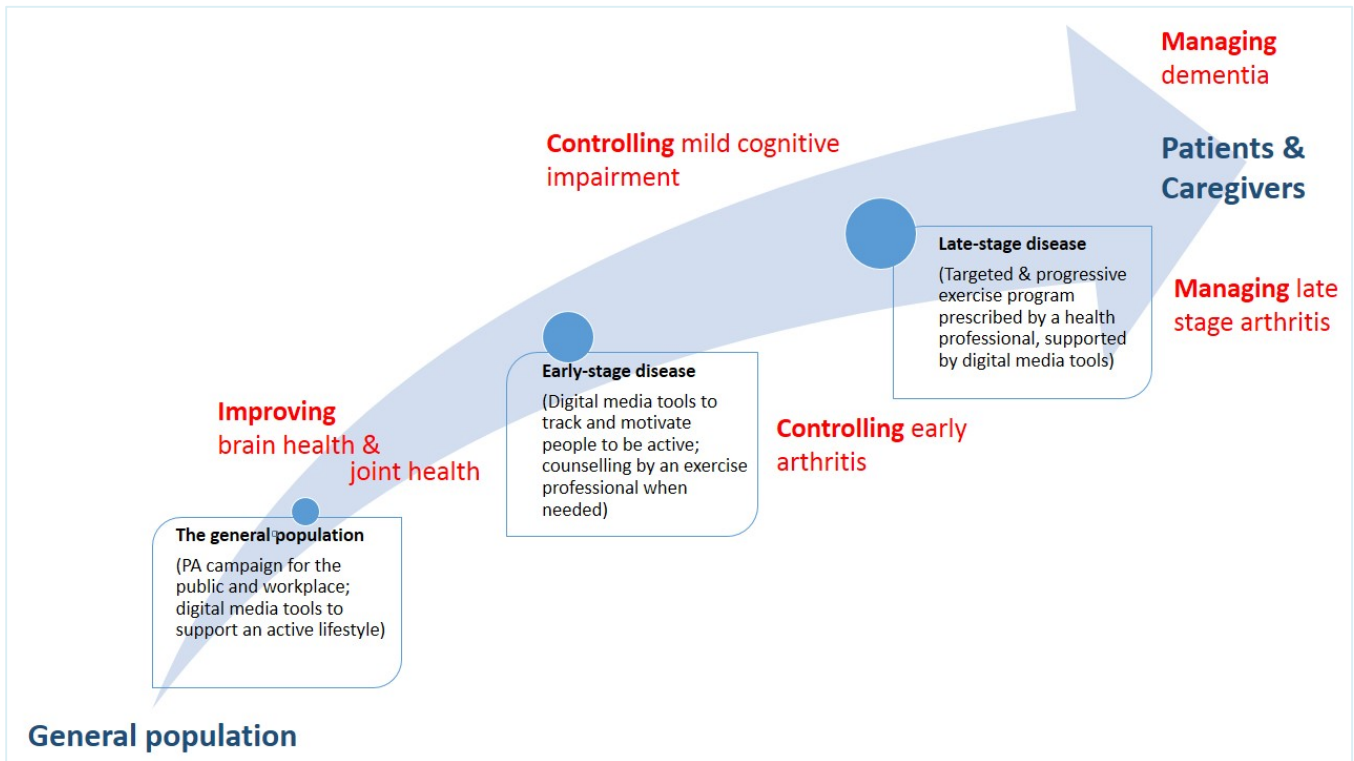 Managing
dementia
Patients &
Caregivers
Controlling mild cognitive
impairment
Late-stage disease
(Targeted & progressive
exercise program
prescribed by a health
professional, supported
by digital media tools)
Managing late
stage arthritis
Early-stage disease
(Digital media tools to
track and motivate
people to be active;
counselling by an exercise
professional when
needed)
Controlling early
arthritis
Improving
brain health &
joint health
The general population
(PA campaign for the
public and workplace;
digital media tools to
support an active lifestyle)
General population